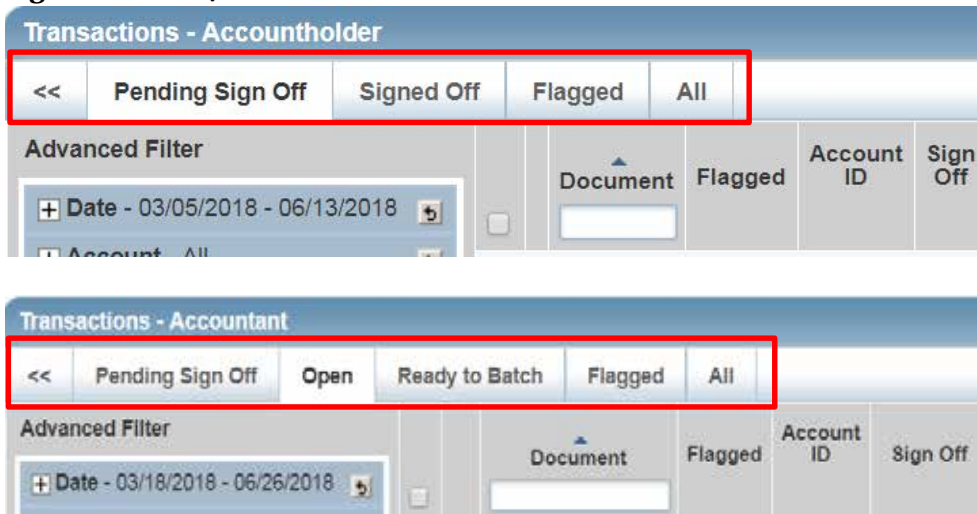 Transactions - Accountholder
<< Pending Sign Off Signed Off Flagged All
Advanced Filter
Document Flagged Account ID Sign Off
Date - 03/05/2018 - 06/13/2018
Account All
Transactions - Accountant
<< Pending Sign Off Open Ready to Batch Flagged All
Advanced Filter
Document Flagged Account ID Sign Off
Date - 03/18/2018 - 06/26/2018